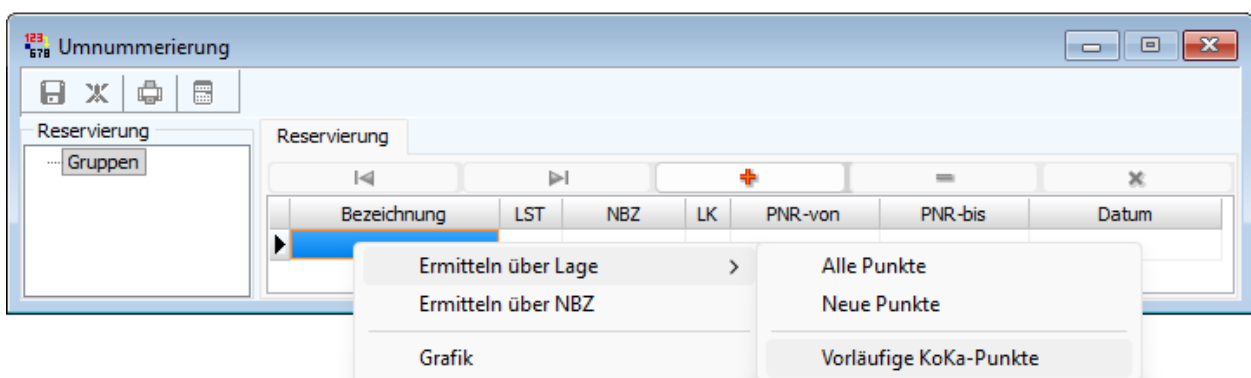 123
678 Umnummerierung
Reservierung
Gruppen
Reservierung
Bezeichnung LST NBZ LK PNR-von PNR-bis Datum
Ermitteln über Lage Alle Punkte
Ermitteln über NBZ Neue Punkte
Grafik Vorläufige KoKa-Punkte